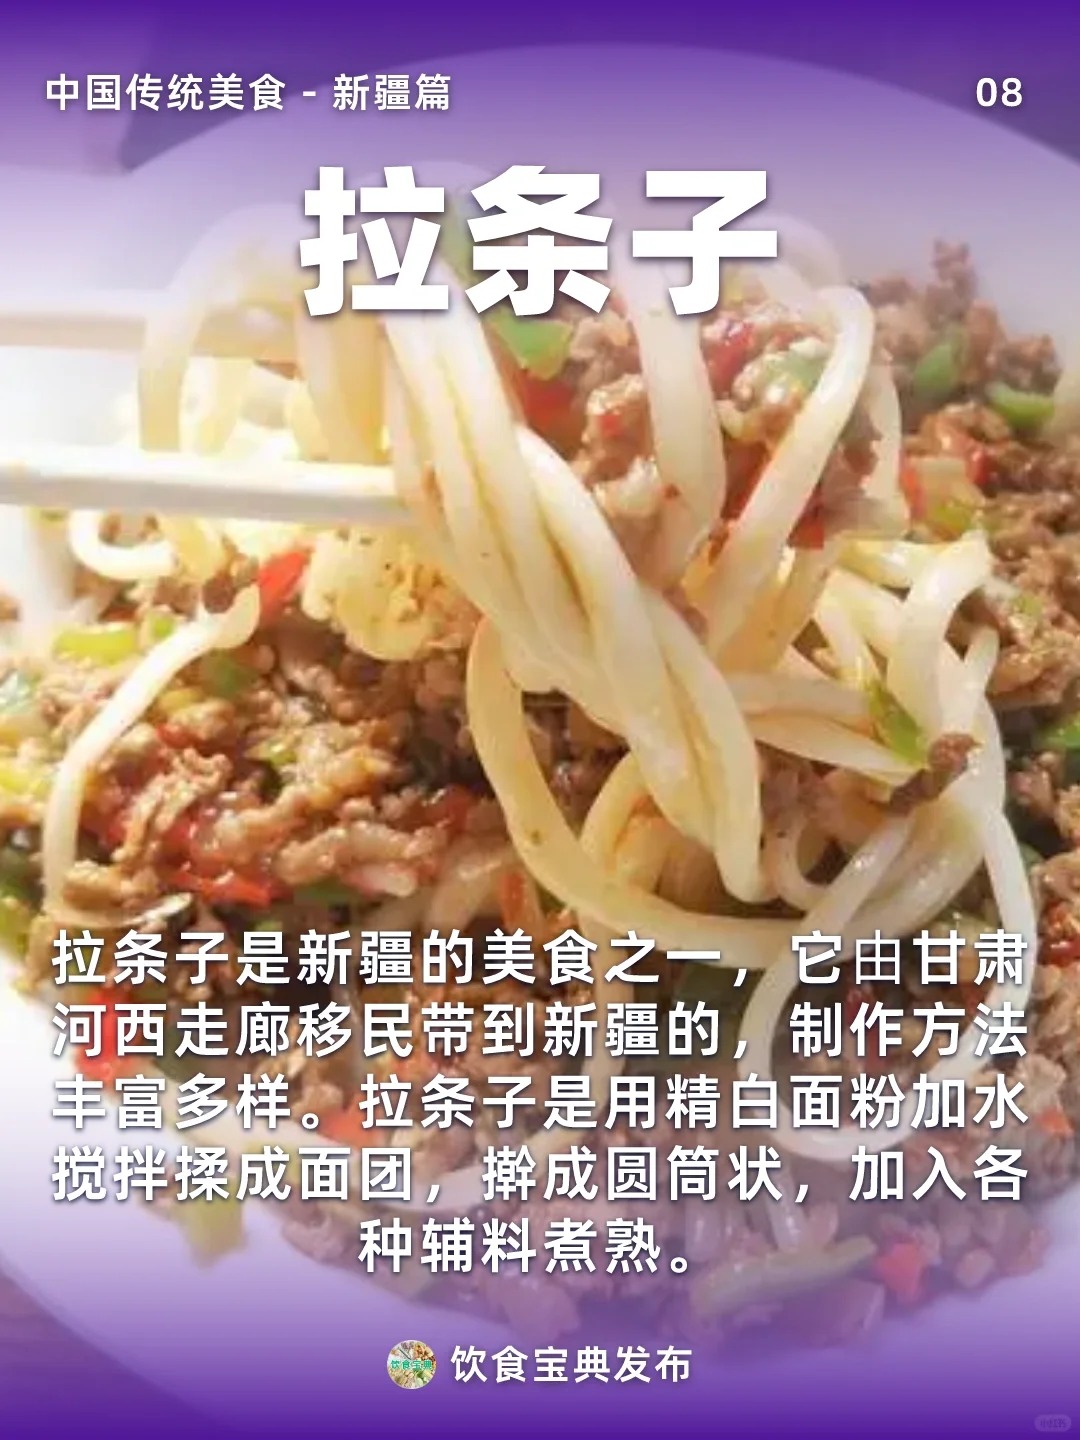 中国传统美食 - 新疆篇
08
拉条子
拉条子是新疆的美食之一，它由甘肃
河西走廊移民带到新疆的，制作方法
丰富多样。拉条子是用精白面粉加水
搅拌揉成面团，擀成圆筒状，加入各
种辅料煮熟。
饮食宝典
饮食宝典发布